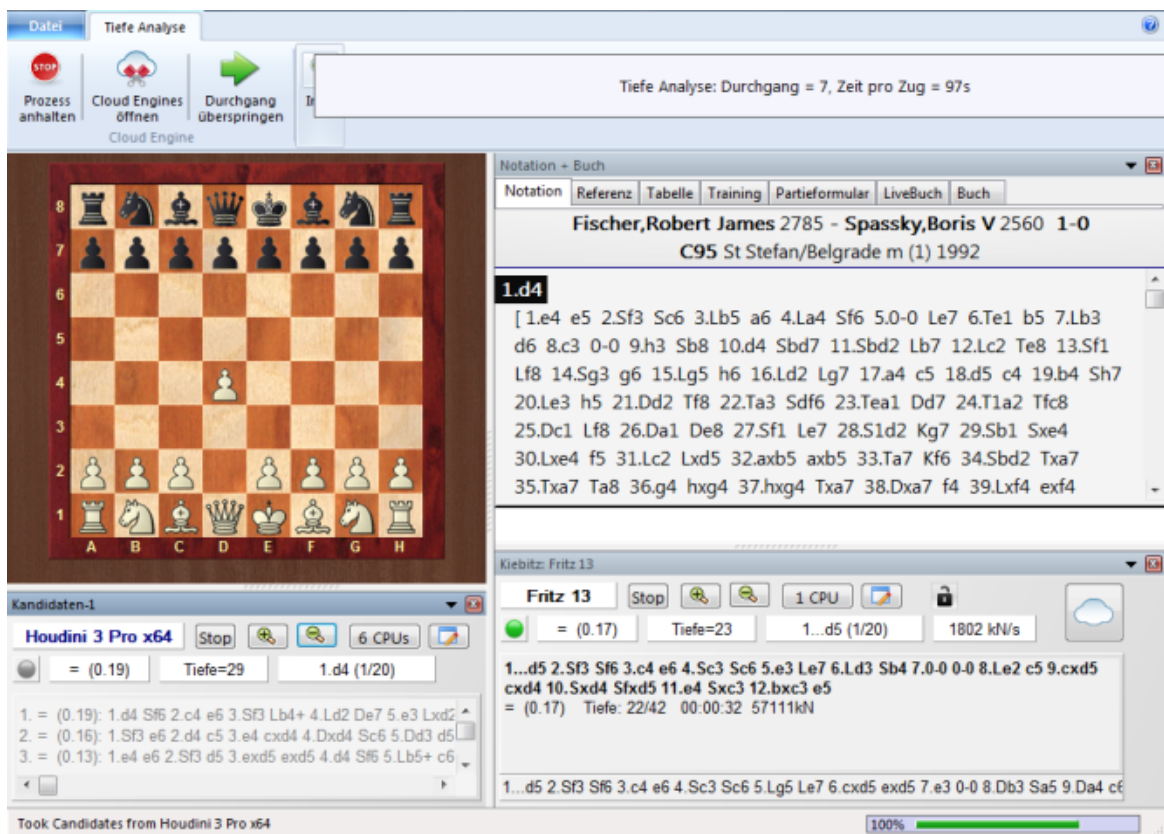 Datei Tiefe Analyse
STOP
Prozess anhalten
Cloud Engines öffnen
Durchgang überspringen
Cloud Engine
Tiefe Analyse: Durchgang = 7, Zeit pro Zug = 97s
8
7
6
5
4
3
2
1
A B C D E F G H
Notation + Buch
Notation Referenz Tabelle Training Partieformular LiveBuch Buch
Fischer,Robert James 2785 - Spassky,Boris V 2560 1-0
C95 St Stefan/Belgrade m (1) 1992
1.d4
[ 1.e4 e5 2.Sf3 Sc6 3.Lb5 a6 4.La4 Sf6 5.0-0 Le7 6.Te1 b5 7.Lb3
d6 8.c3 0-0 9.h3 Sb8 10.d4 Sbd7 11.Sbd2 Lb7 12.Lc2 Te8 13.Sf1
Lf8 14.Sg3 g6 15.Lg5 h6 16.Ld2 Lg7 17.a4 c5 18.d5 c4 19.b4 Sh7
20.Le3 h5 21.Dd2 Tf8 22.Ta3 Sdf6 23.Tea1 Dd7 24.T1a2 Tfc8
25.Dc1 Lf8 26.Da1 De8 27.Sf1 Le7 28.S1d2 Kg7 29.Sb1 Sxe4
30.Lxe4 f5 31.Lc2 Lxd5 32.axb5 axb5 33.Ta7 Kf6 34.Sbd2 Txa7
35.Txa7 Ta8 36.g4 hxg4 37.hxg4 Txa7 38.Dxa7 f4 39.Lxf4 exf4
Kandidaten-1
Houdini 3 Pro x64 Stop 6 CPUs
= (0.19) Tiefe=29 1.d4 (1/20)
1. = (0.19): 1.d4 Sf6 2.c4 e6 3.Sf3 Lb4+ 4.Ld2 De7 5.e3 Lxd2
2. = (0.16): 1.Sf3 e6 2.d4 c5 3.e4 cxd4 4.Dxd4 Sc6 5.Dd3 d5
3. = (0.13): 1.e4 e6 2.Sf3 d5 3.exd5 exd5 4.d4 Sf6 5.Lb5+ c6
Kiebitz: Fritz 13
Fritz 13 Stop 1 CPU
= (0.17) Tiefe=23 1...d5 (1/20) 1802 kN/s
1...d5 2.Sf3 Sf6 3.c4 e6 4.Sc3 Sc6 5.e3 Le7 6.Ld3 Sb4 7.0-0 0-0 8.Le2 c5 9.cxd5
cxd4 10.Sxd4 Sfxd5 11.e4 Sxc3 12.bxc3 e5
= (0.17) Tiefe: 22/42 00:00:32 57111kN
1...d5 2.Sf3 Sf6 3.c4 e6 4.Sc3 Sc6 5.Lg5 Le7 6.cxd5 exd5 7.e3 0-0 8.Db3 Sa5 9.Da4 c6
Took Candidates from Houdini 3 Pro x64
100%